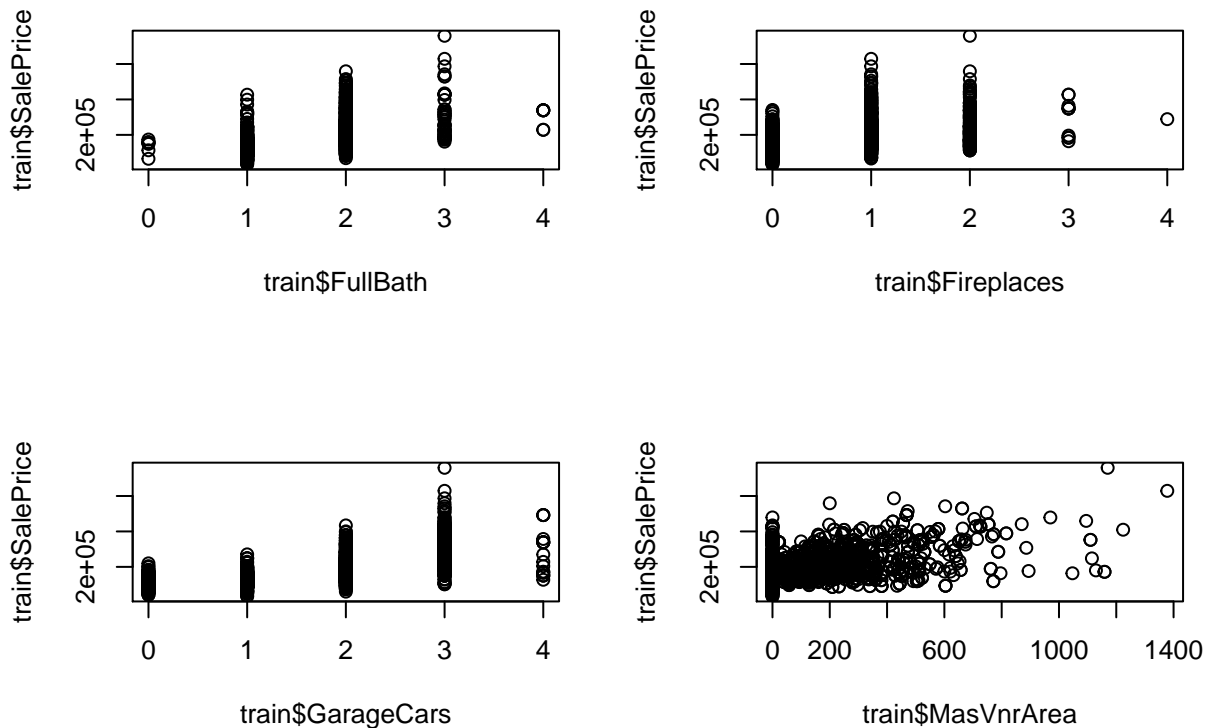 train$SalePrice
2e+05
0 1 2 3 4
train$FullBath
train$SalePrice
2e+05
0 1 2 3 4
train$Fireplaces
train$SalePrice
2e+05
0 1 2 3 4
train$GarageCars
train$SalePrice
2e+05
0 200 600 1000 1400
train$MasVnrArea